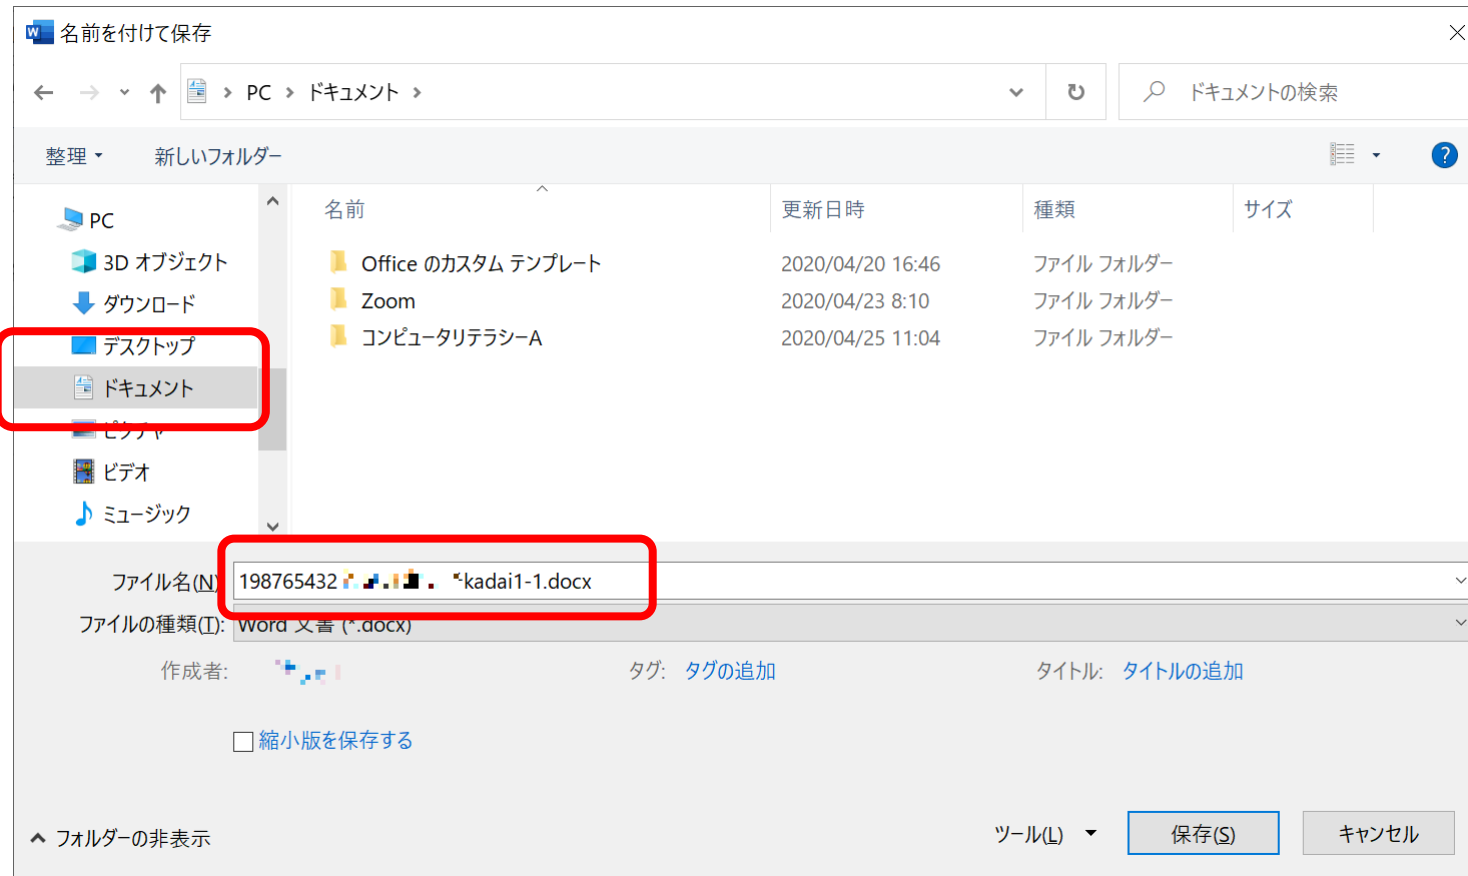 名前を付けて保存
PC ドキュメント
ドキュメントの検索
整理
新しいフォルダー
PC
3D オブジェクト
ダウンロード
デスクトップ
ドキュメント
ピクチャ
ビデオ
ミュージック
名前 更新日時 種類 サイズ
Office のカスタム テンプレート 2020/04/20 16:46 ファイル フォルダー
Zoom 2020/04/23 8:10 ファイル フォルダー
コンピュータリテラシーA 2020/04/25 11:04 ファイル フォルダー
ファイル名(N) 198765432 kadai1-1.docx
ファイルの種類(T): Word 文書 (*.docx)
作成者:
タグ: タグの追加
タイトル: タイトルの追加
縮小版を保存する
フォルダーの非表示
ツール(L)
保存(S)
キャンセル